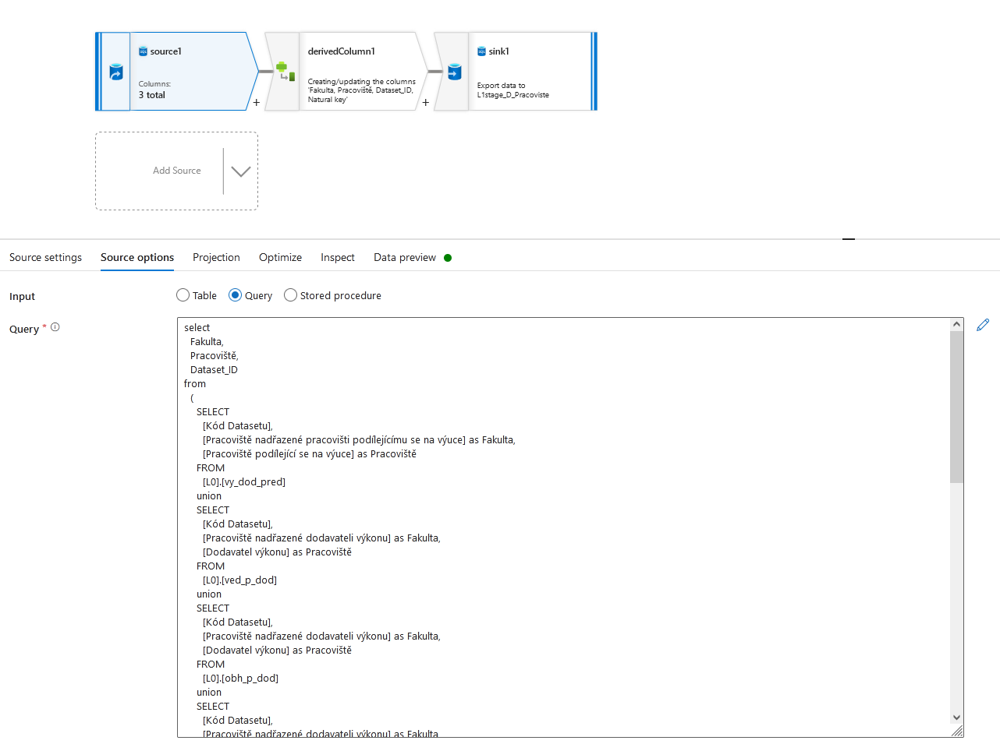 source1
Columns:
3 total
+
derivedColumn1
Creating/updating the columns
'Fakulta, Pracoviště, Dataset_ID,
Natural key'
+
sink1
Export data to
L1stage_D_Pracoviste
Add Source
Source settings Source options Projection Optimize Inspect Data preview
Input Table Query Stored procedure
Query *
select
Fakulta,
Pracoviště,
Dataset_ID
from
(
SELECT
[Kód Datasetu],
[Pracoviště nadřazené pracovišti podílejícímu se na výuce] as Fakulta,
[Pracoviště podílející se na výuce] as Pracoviště
FROM
[L0].[vy_dod_pred]
union
SELECT
[Kód Datasetu],
[Pracoviště nadřazené dodavateli výkonu] as Fakulta,
[Dodavatel výkonu] as Pracoviště
FROM
[L0].[ved_p_dod]
union
SELECT
[Kód Datasetu],
[Pracoviště nadřazené dodavateli výkonu] as Fakulta,
[Dodavatel výkonu] as Pracoviště
FROM
[L0].[obh_p_dod]
union
SELECT
[Kód Datasetu],
[Pracoviště nadřazené dodavateli výkonu] as Fakulta